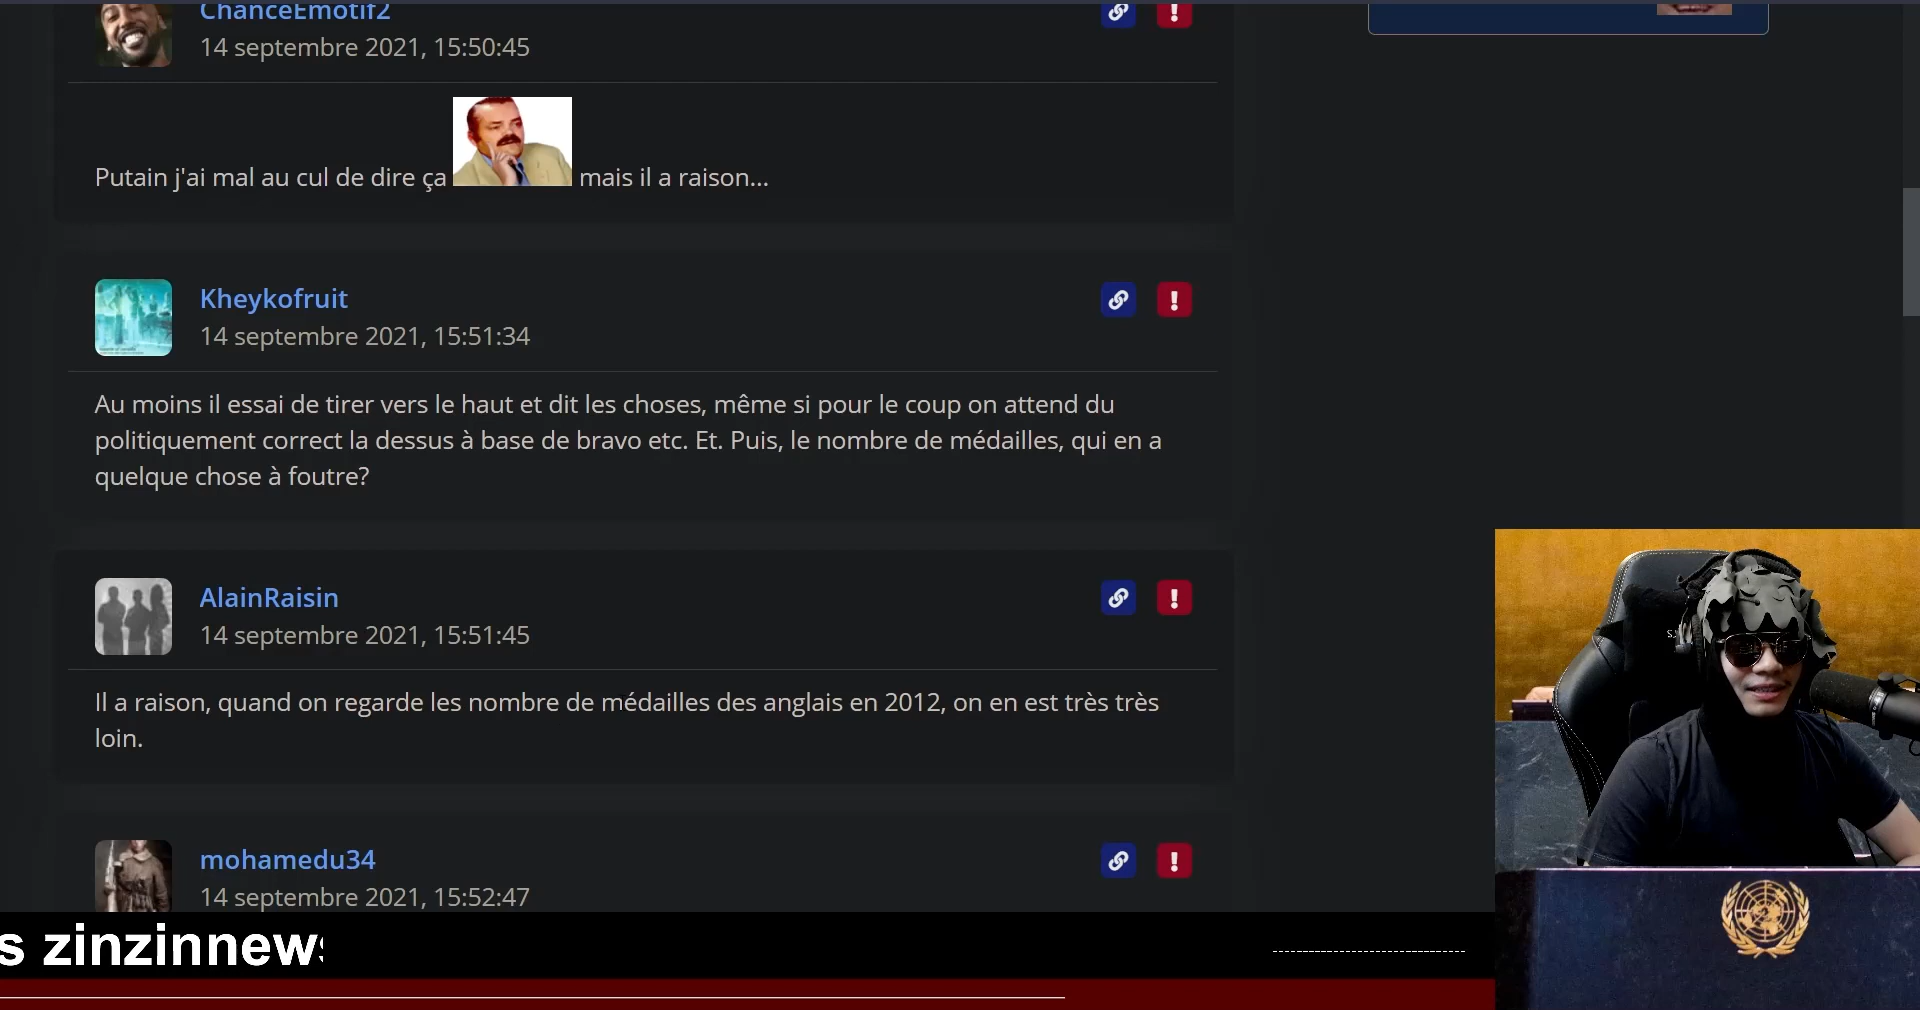 ChanceEmotif2
14 septembre 2021, 15:50:45
Putain j'ai mal au cul de dire ça mais il a raison...
Kheykofruit
14 septembre 2021, 15:51:34
Au moins il essai de tirer vers le haut et dit les choses, même si pour le coup on attend du
politiquement correct la dessus à base de bravo etc. Et. Puis, le nombre de médailles, qui en a
quelque chose à foutre?
AlainRaisin
14 septembre 2021, 15:51:45
Il a raison, quand on regarde les nombre de médailles des anglais en 2012, on en est très très
loin.
mohamedu34
14 septembre 2021, 15:52:47
s zinzinnews